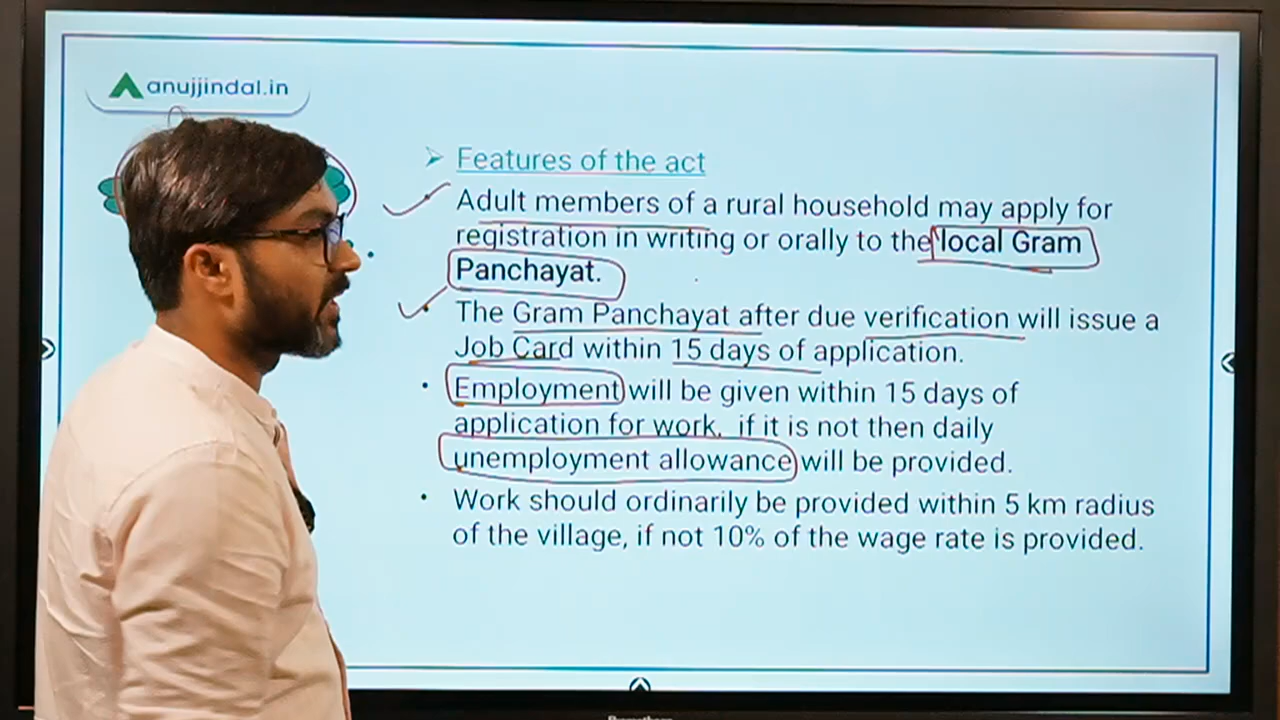 anujjindal.in
➢ Features of the act
Adult members of a rural household may apply for
registration in writing or orally to the local Gram
Panchayat.
• The Gram Panchayat after due verification will issue a
Job Card within 15 days of application.
• Employment will be given within 15 days of
application for work, if it is not then daily
unemployment allowance will be provided.
• Work should ordinarily be provided within 5 km radius
of the village, if not 10% of the wage rate is provided.